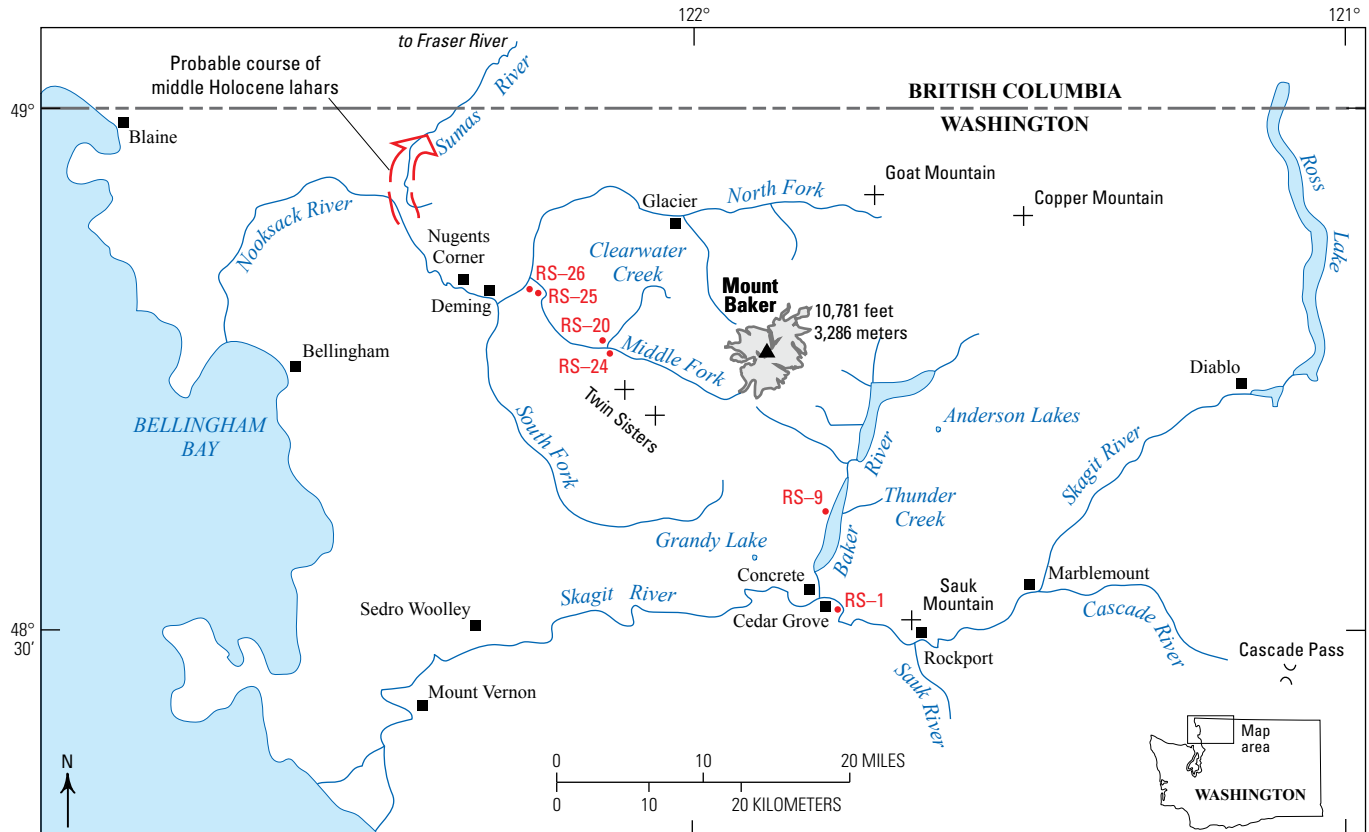 122°
121°
to Fraser River
Probable course of
middle Holocene lahars
Sumas River
BRITISH COLUMBIA
WASHINGTON
49°
Blaine
Ross Lake
Goat Mountain
Glacier
North Fork
Copper Mountain
Nooksack River
Nugents
Corner
Clearwater
Creek
RS–26
RS–25
Mount
Baker
Deming
10,781 feet
3,286 meters
RS–20
Middle Fork
RS–24
Bellingham
Diablo
Twin Sisters
BELLINGHAM
BAY
South Fork
Anderson Lakes
Skagit River
Baker River
RS–9
Thunder
Creek
Grandy Lake
Concrete
Sauk
Mountain
Marblemount
Skagit River
RS–1
Sedro Woolley
Cedar Grove
Cascade River
48°
30'
Rockport
Cascade Pass
Sauk River
Mount Vernon
Map
area
N
0 10 20 MILES
0 10 20 KILOMETERS
WASHINGTON